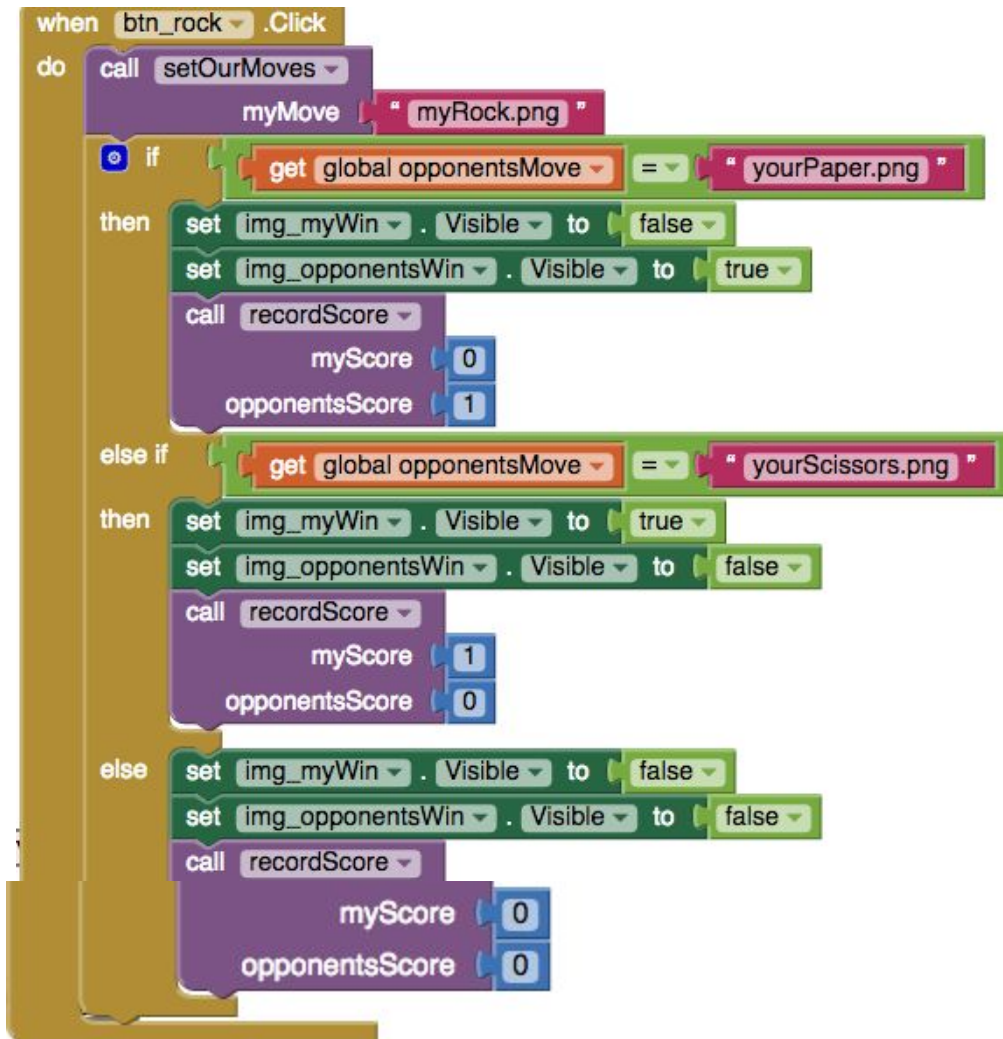 when btn_rock .Click
do call setOurMoves
myMove " myRock.png "
if get global opponentsMove = " yourPaper.png "
then set img_myWin . Visible to false
set img_opponentsWin . Visible to true
call recordScore
myScore 0
opponentsScore 1
else if get global opponentsMove = " yourScissors.png "
then set img_myWin . Visible to true
set img_opponentsWin . Visible to false
call recordScore
myScore 1
opponentsScore 0
else set img_myWin . Visible to false
set img_opponentsWin . Visible to false
call recordScore
myScore 0
opponentsScore 0